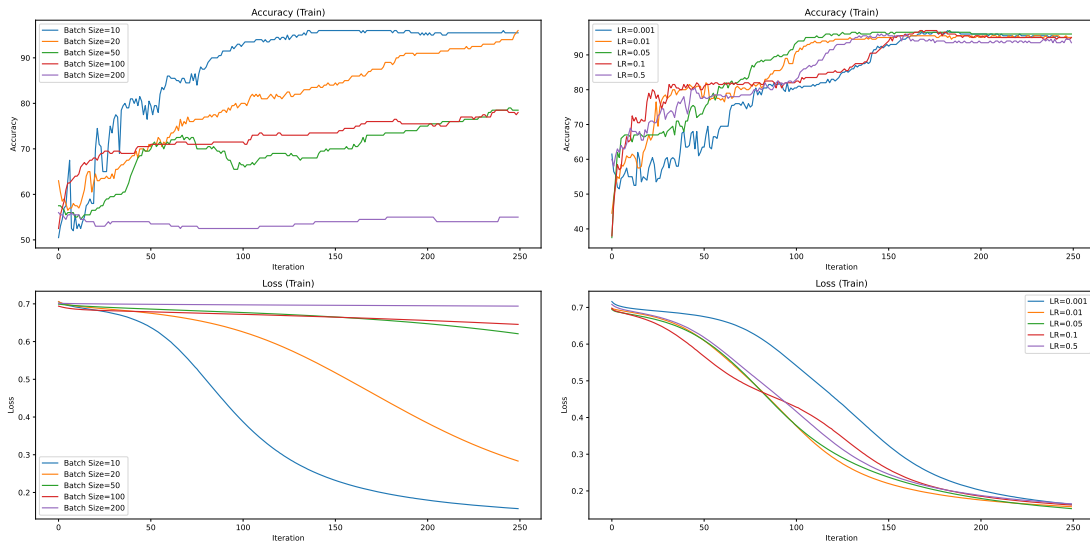 Accuracy (Train)
Accuracy
90
80
70
60
50
Batch Size=10
Batch Size=20
Batch Size=50
Batch Size=100
Batch Size=200
0
50
100
150
200
250
Iteration
Accuracy (Train)
Accuracy
90
80
70
60
50
40
LR=0.001
LR=0.01
LR=0.05
LR=0.1
LR=0.5
0
50
100
150
200
250
Iteration
Loss (Train)
Loss
0.7
0.6
0.5
0.4
0.3
0.2
Batch Size=10
Batch Size=20
Batch Size=50
Batch Size=100
Batch Size=200
0
50
100
150
200
250
Iteration
Loss (Train)
Loss
0.7
0.6
0.5
0.4
0.3
0.2
LR=0.001
LR=0.01
LR=0.05
LR=0.1
LR=0.5
0
50
100
150
200
250
Iteration